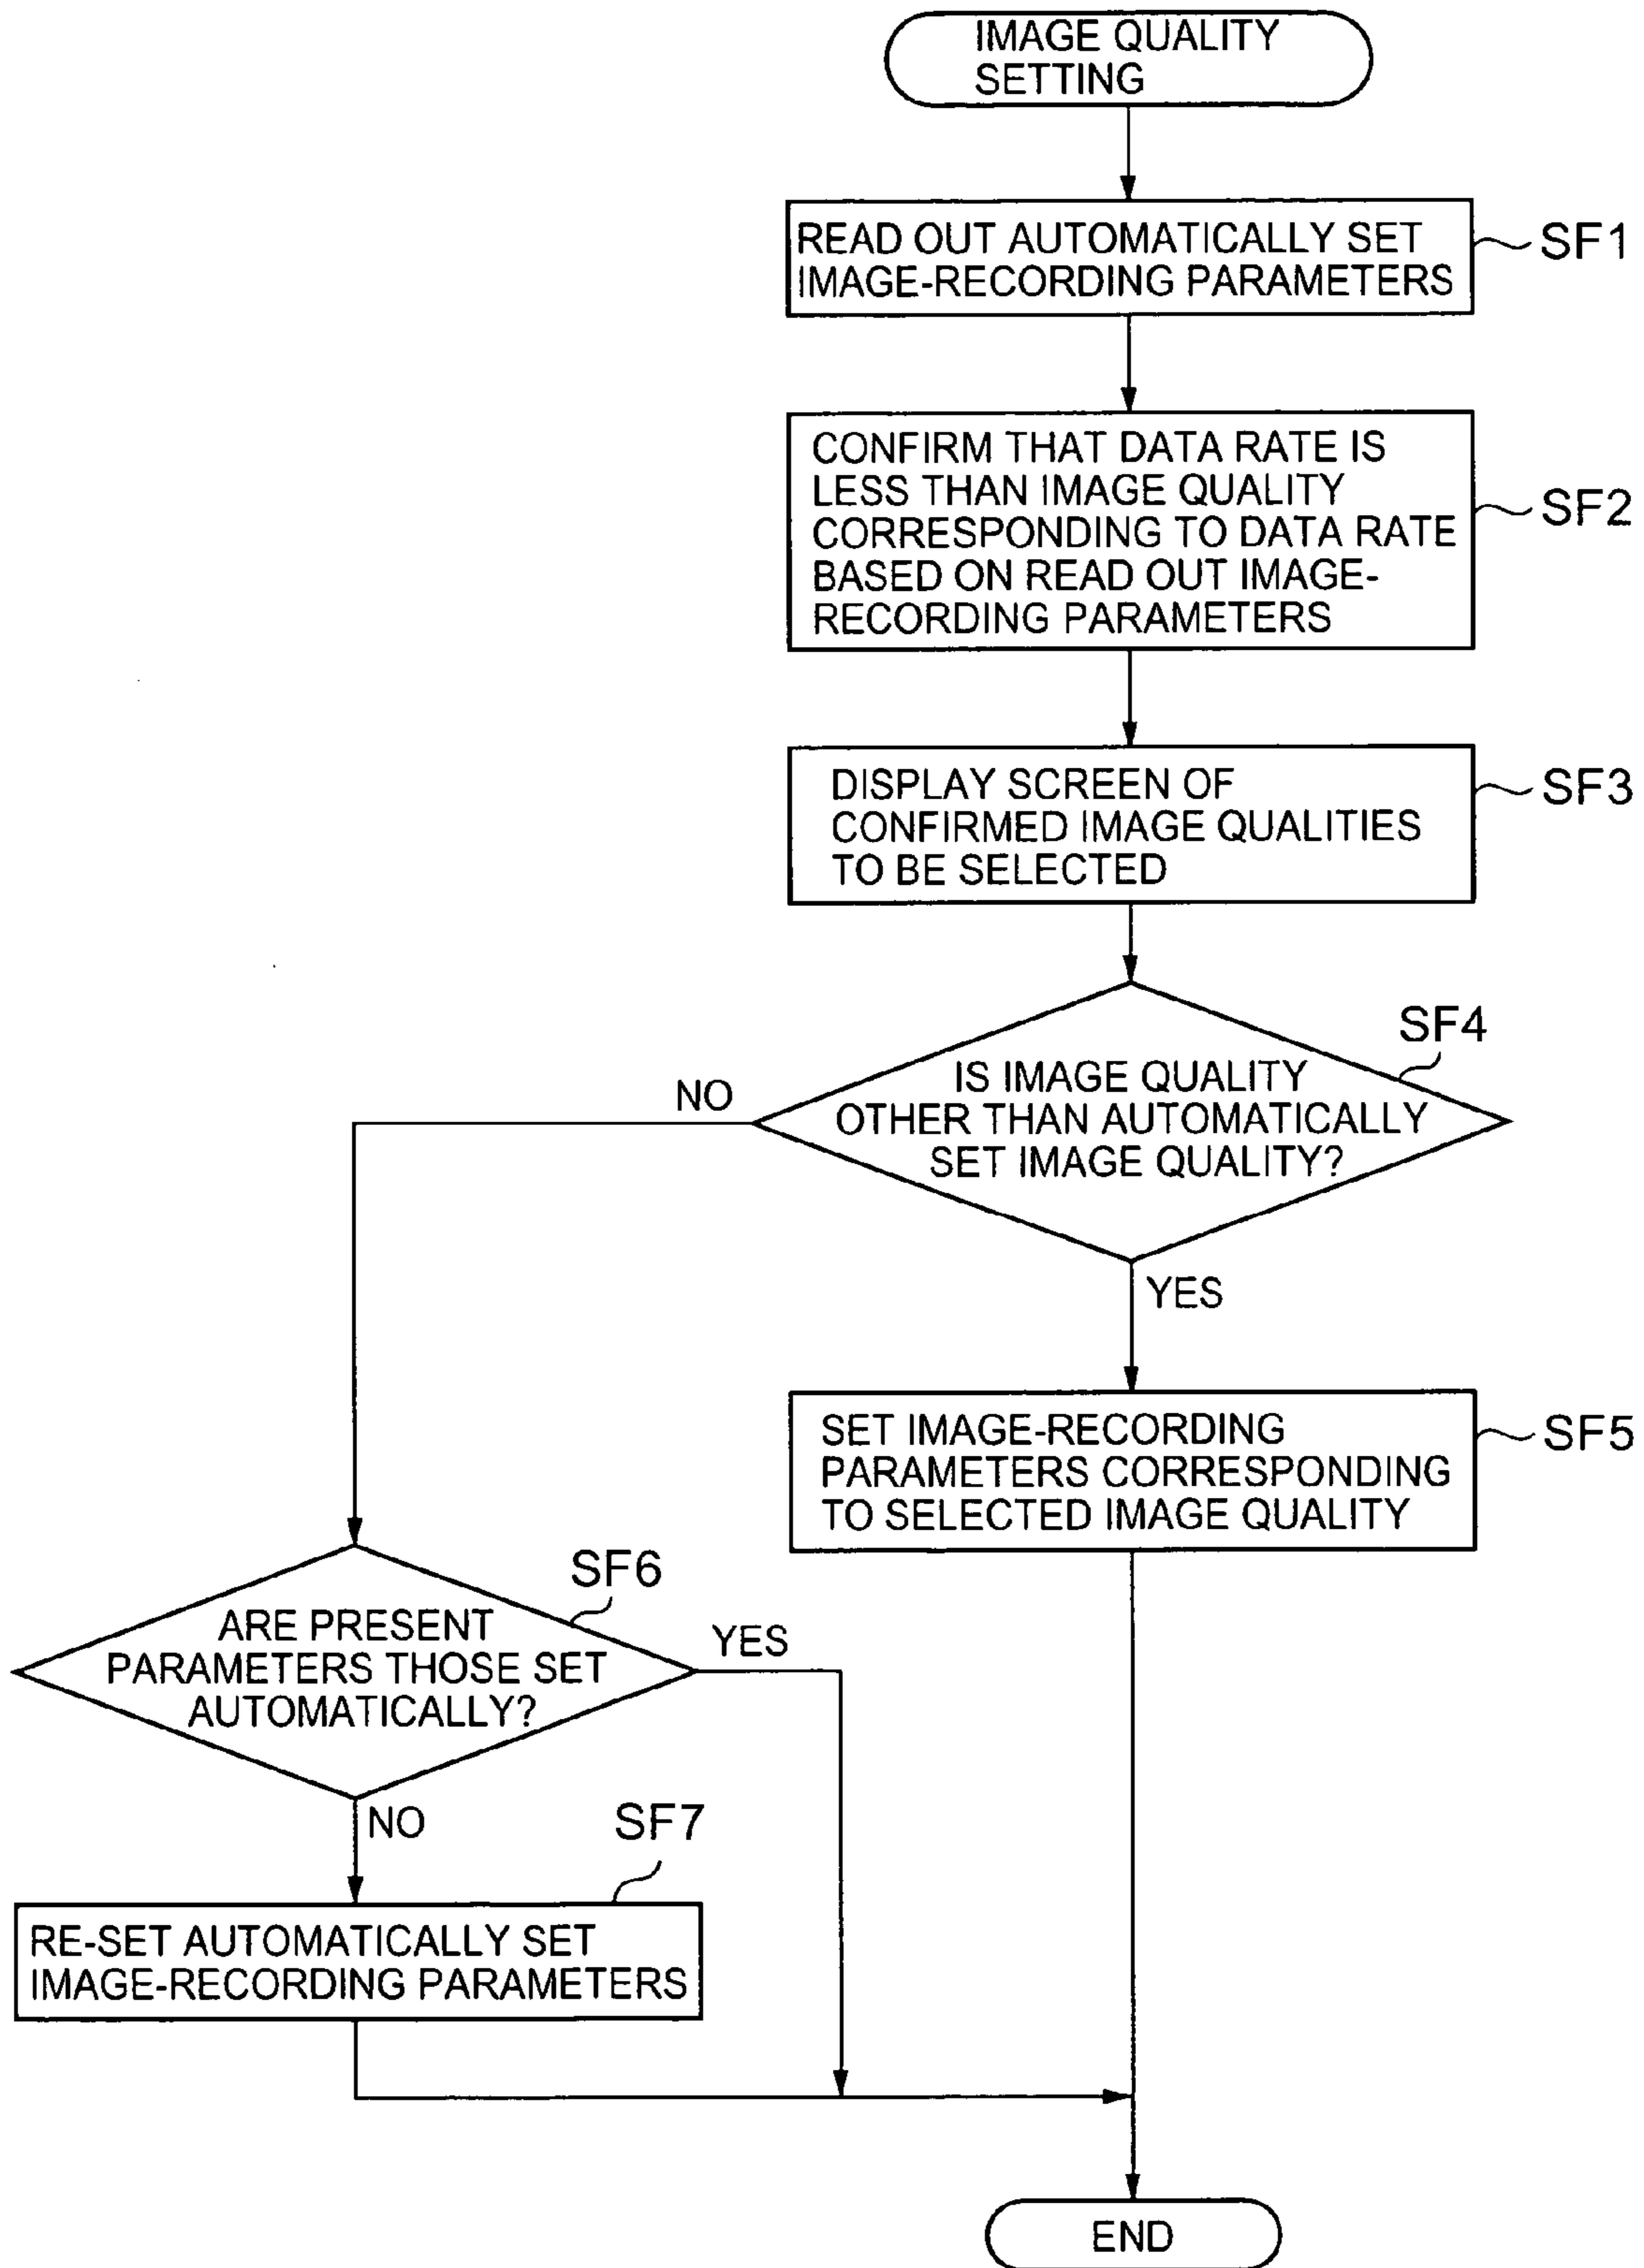 IMAGE QUALITY
SETTING
READ OUT AUTOMATICALLY SET
IMAGE-RECORDING PARAMETERS
SF1
CONFIRM THAT DATA RATE IS
LESS THAN IMAGE QUALITY
CORRESPONDING TO DATA RATE
BASED ON READ OUT IMAGE-
RECORDING PARAMETERS
SF2
DISPLAY SCREEN OF
CONFIRMED IMAGE QUALITIES
TO BE SELECTED
SF3
SF4
IS IMAGE QUALITY
OTHER THAN AUTOMATICALLY
SET IMAGE QUALITY?
NO
YES
SET IMAGE-RECORDING
PARAMETERS CORRESPONDING
TO SELECTED IMAGE QUALITY
SF5
SF6
ARE PRESENT
PARAMETERS THOSE SET
AUTOMATICALLY?
YES
NO
SF7
RE-SET AUTOMATICALLY SET
IMAGE-RECORDING PARAMETERS
END